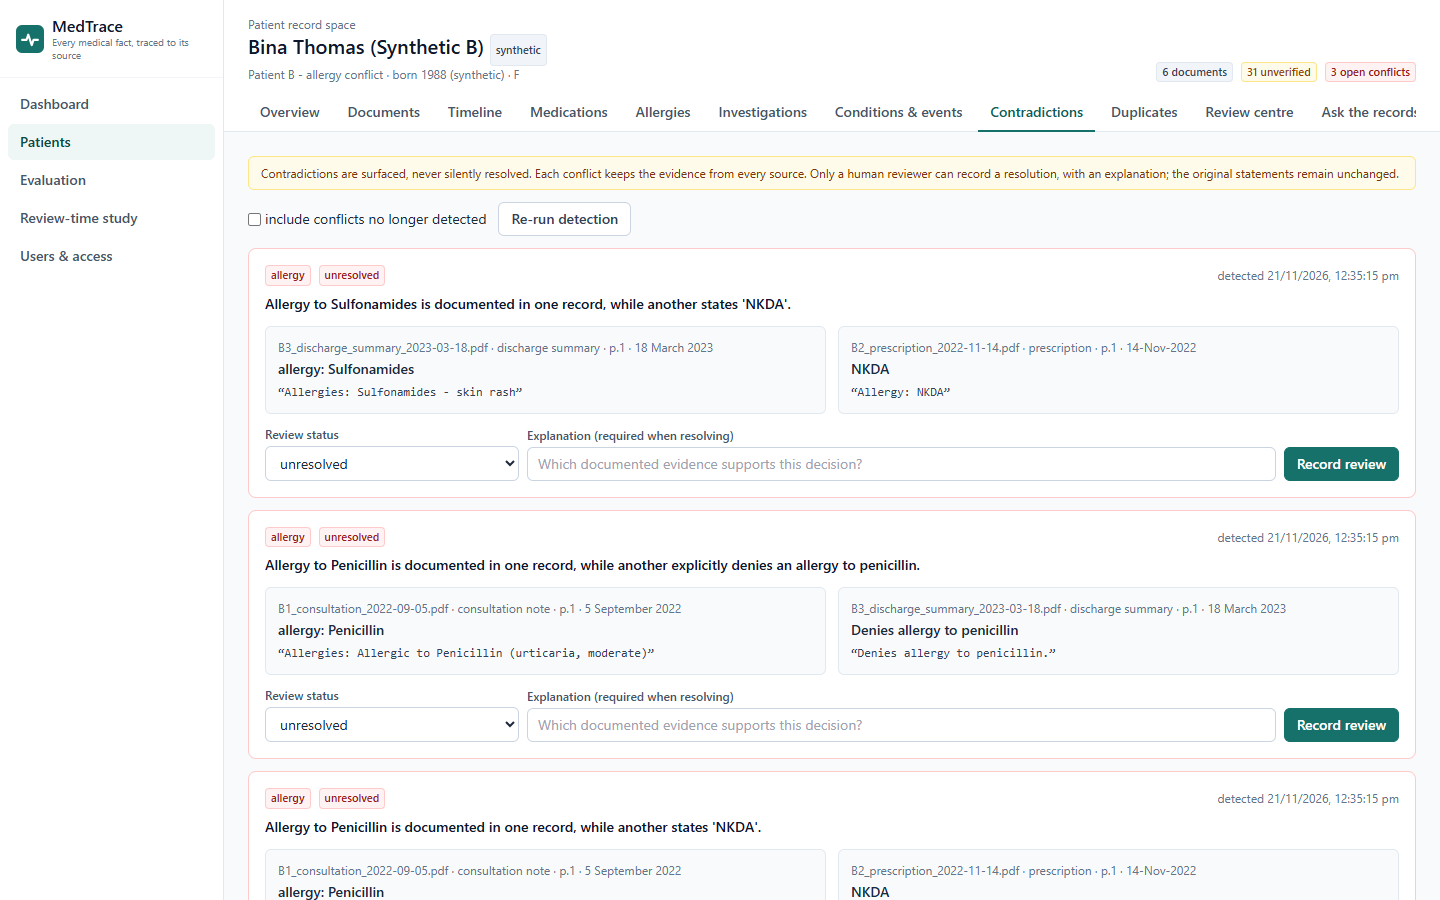 MedTrace
Every medical fact, traced to its
source
Dashboard
Patients
Evaluation
Review-time study
Users & access
Patient record space
Bina Thomas (Synthetic B) synthetic
Patient B - allergy conflict · born 1988 (synthetic) · F
6 documents 31 unverified 3 open conflicts
Overview Documents Timeline Medications Allergies Investigations Conditions & events Contradictions Duplicates Review centre Ask the records
Contradictions are surfaced, never silently resolved. Each conflict keeps the evidence from every source. Only a human reviewer can record a resolution, with an explanation; the original statements remain unchanged.
include conflicts no longer detected Re-run detection
allergy unresolved detected 21/11/2026, 12:35:15 pm
Allergy to Sulfonamides is documented in one record, while another states 'NKDA'.
B3_discharge_summary_2023-03-18.pdf · discharge summary · p.1 · 18 March 2023
allergy: Sulfonamides
“Allergies: Sulfonamides - skin rash”
B2_prescription_2022-11-14.pdf · prescription · p.1 · 14-Nov-2022
NKDA
“Allergy: NKDA”
Review status
unresolved
Explanation (required when resolving)
Which documented evidence supports this decision?
Record review
allergy unresolved detected 21/11/2026, 12:35:15 pm
Allergy to Penicillin is documented in one record, while another explicitly denies an allergy to penicillin.
B1_consultation_2022-09-05.pdf · consultation note · p.1 · 5 September 2022
allergy: Penicillin
“Allergies: Allergic to Penicillin (urticaria, moderate)”
B3_discharge_summary_2023-03-18.pdf · discharge summary · p.1 · 18 March 2023
Denies allergy to penicillin
“Denies allergy to penicillin.”
Review status
unresolved
Explanation (required when resolving)
Which documented evidence supports this decision?
Record review
allergy unresolved detected 21/11/2026, 12:35:15 pm
Allergy to Penicillin is documented in one record, while another states 'NKDA'.
B1_consultation_2022-09-05.pdf · consultation note · p.1 · 5 September 2022
allergy: Penicillin
B2_prescription_2022-11-14.pdf · prescription · p.1 · 14-Nov-2022
NKDA